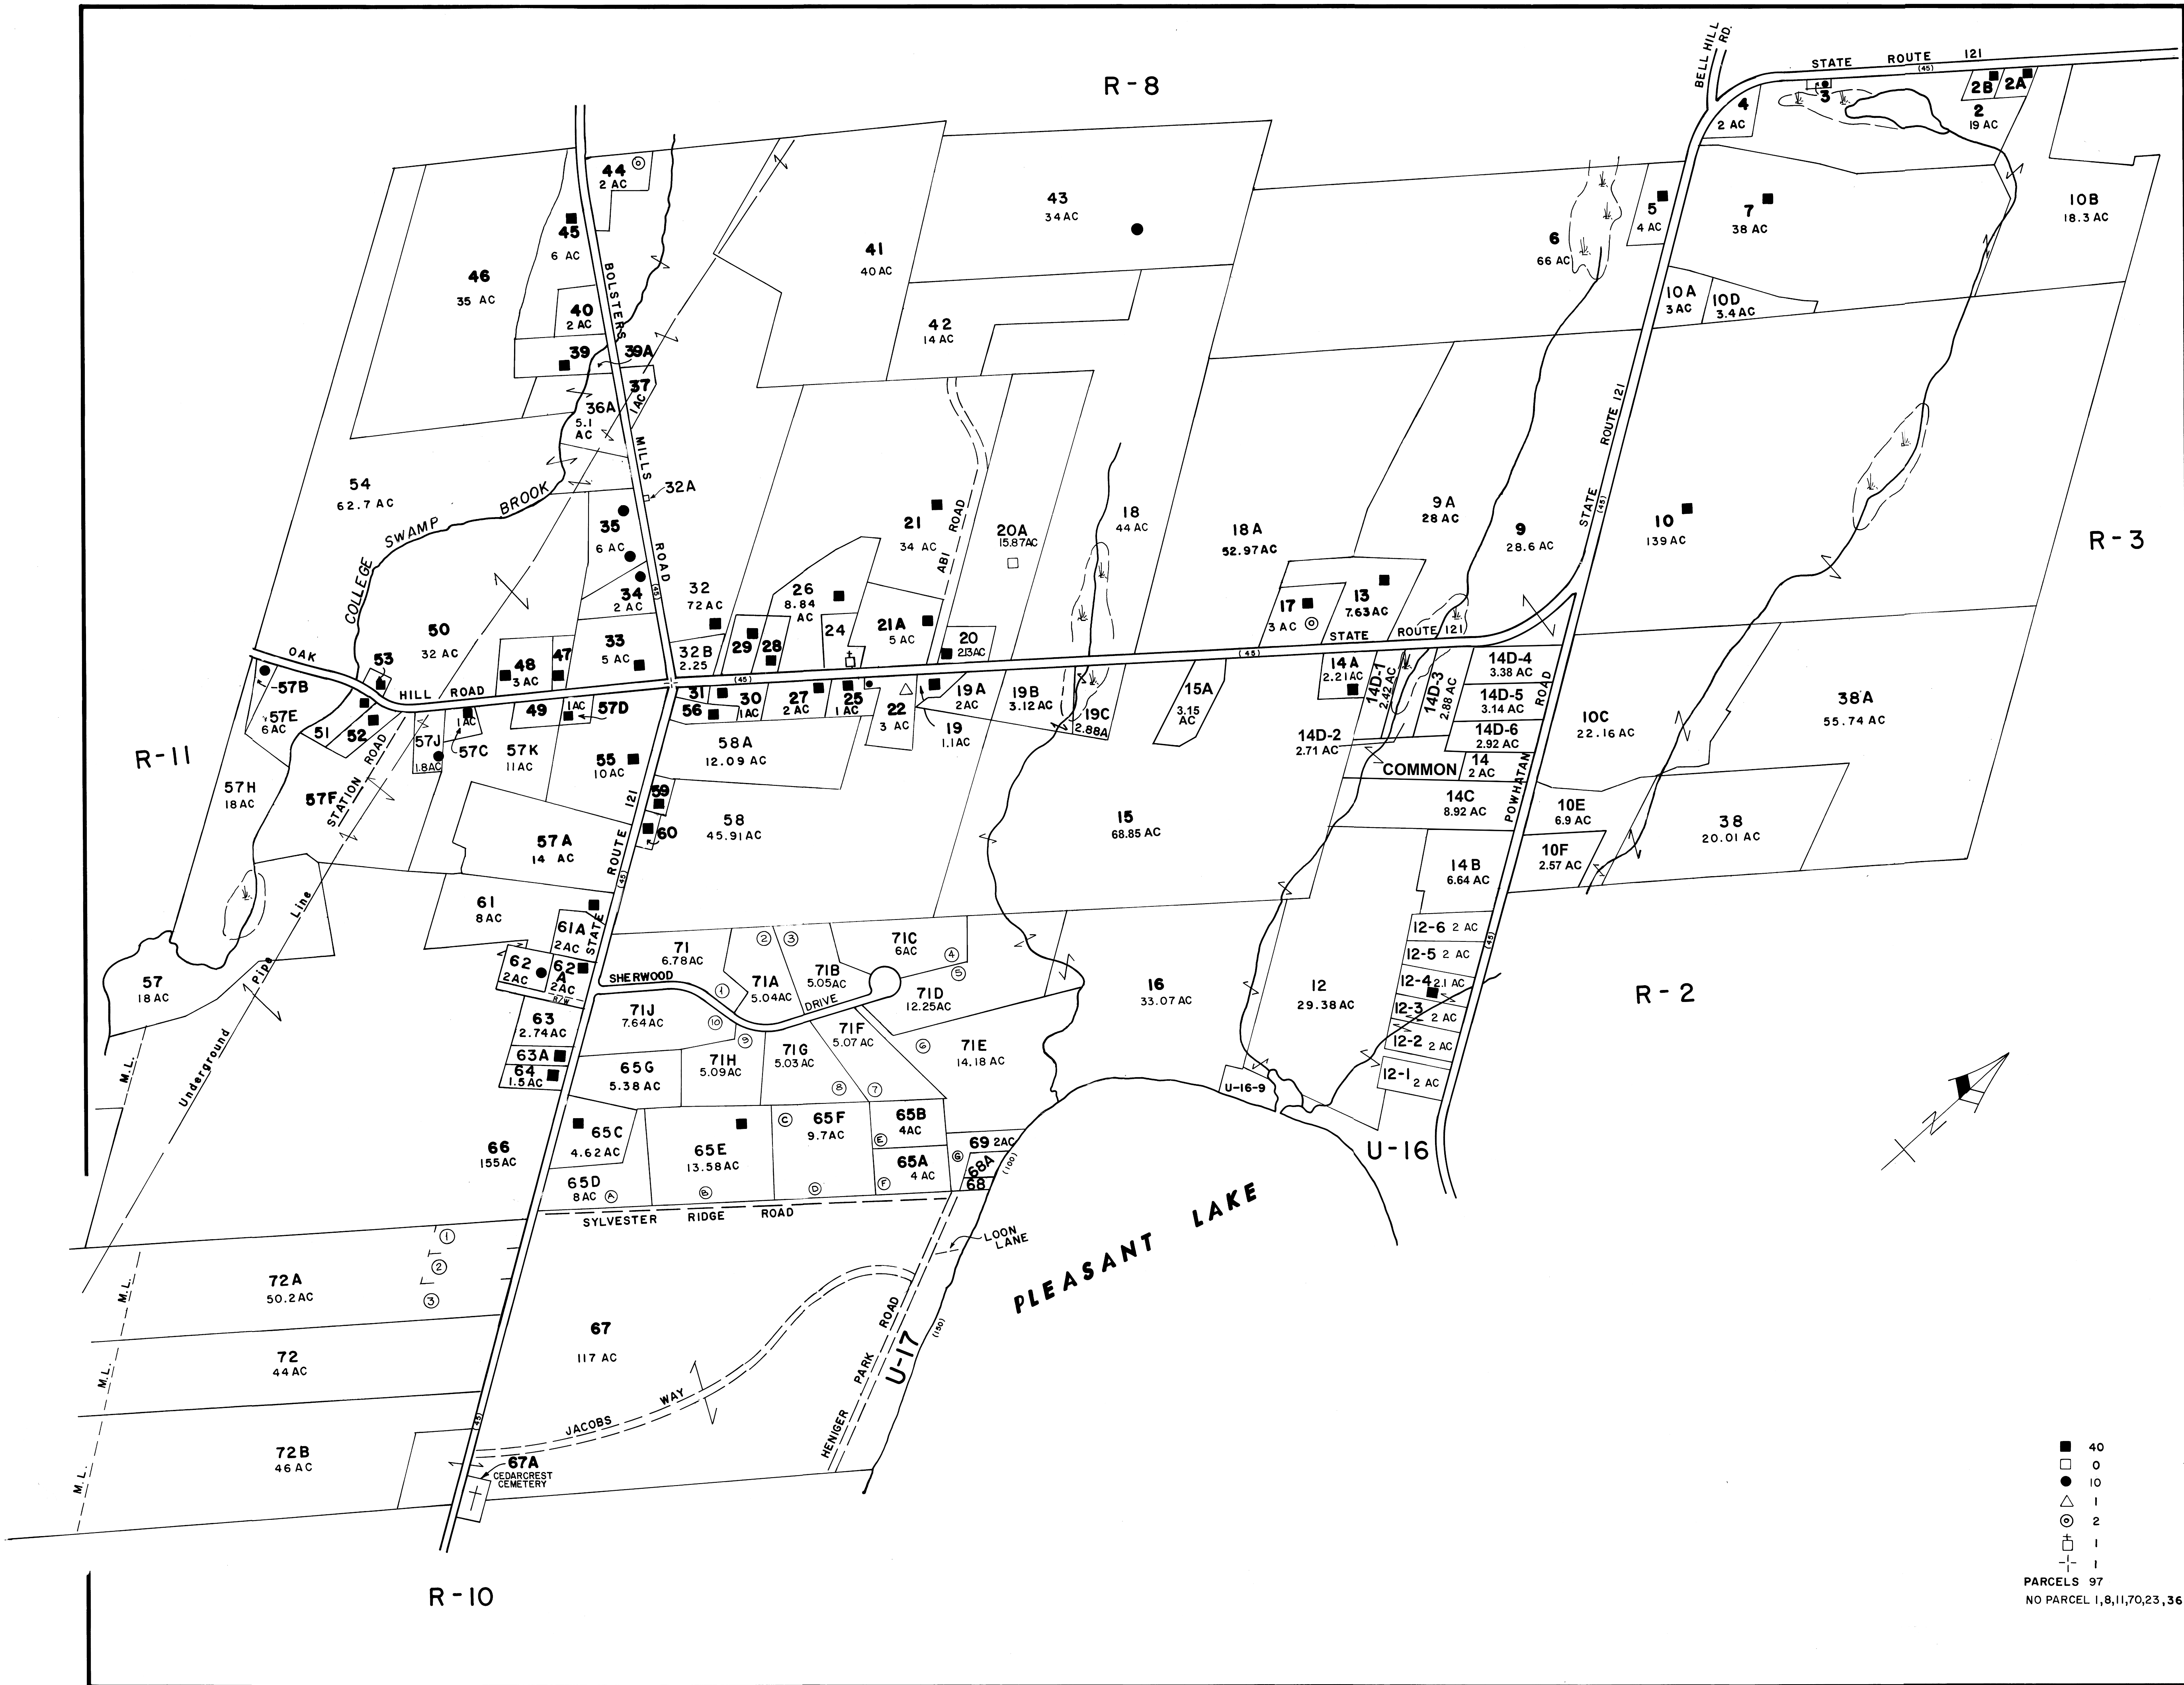 R-8
BELL HILL
RD.
STATE ROUTE 121
(45)
2B
2A
3
4
2 AC
2
19 AC
44
2 AC
43
34 AC
5
4 AC
7
38 AC
10B
18.3 AC
45
6 AC
6
66 AC
41
40 AC
46
35 AC
BOLSTERS MILLS ROAD
(45)
40
2 AC
10A
3 AC
10D
3.4 AC
42
14 AC
39
39A
37
1 AC
36A
5.1
AC
STATE ROUTE 121
(45)
54
62.7 AC
COLLEGE SWAMP BROOK
32A
35
6 AC
21
34 AC
ABI ROAD
20A
15.87 AC
18
44 AC
18A
52.97 AC
9A
28 AC
9
28.6 AC
10
139 AC
R-3
34
2 AC
32
72 AC
26
8.84
AC
17
3 AC
13
7.63 AC
50
32 AC
33
5 AC
24
21A
5 AC
20
2.13 AC
STATE ROUTE 121
(45)
OAK HILL ROAD
53
48
3 AC
47
32B
2.25
29
28
(45)
57B
57E
6 AC
51
52
STATION ROAD
57J
1.8 AC
1 AC
57C
49
1 AC
57D
57K
11 AC
31
56
30
1 AC
27
2 AC
25
1 AC
22
3 AC
19
1.1 AC
19A
2 AC
19B
3.12 AC
19C
2.88A
15A
3.15
AC
14A
2.21 AC
14D-1
2.42 AC
14D-3
2.88 AC
14D-4
3.38 AC
14D-5
3.14 AC
14D-6
2.92 AC
14D-2
2.71 AC
COMMON
14
2 AC
14C
8.92 AC
POWHATAN ROAD
(45)
10C
22.16 AC
38A
55.74 AC
R-11
57H
18 AC
57F
55
10 AC
58A
12.09 AC
59
60
58
45.91 AC
57A
14 AC
STATE ROUTE 121
(45)
15
68.85 AC
10E
6.9 AC
10F
2.57 AC
38
20.01 AC
14B
6.64 AC
61
8 AC
61A
2 AC
62
2 AC
62
A
2 AC
R/W
57
18 AC
Underground Pipe Line
M.L.
71
6.78 AC
SHERWOOD DRIVE
71A
5.04 AC
71B
5.05 AC
71C
6 AC
71D
12.25 AC
71E
14.18 AC
71F
5.07 AC
71G
5.03 AC
71H
5.09 AC
71J
7.64 AC
1
2
3
4
5
6
7
8
9
10
16
33.07 AC
12
29.38 AC
12-6 2 AC
12-5 2 AC
12-4 2.1 AC
12-3 2 AC
12-2 2 AC
12-1 2 AC
R-2
U-16-9
U-16
63
2.74 AC
63A
64
1.5 AC
65G
5.38 AC
66
155 AC
65C
4.62 AC
65D
8 AC A
65E
13.58 AC
B
C
65F
9.7 AC
D
65B
4 AC
E
65A
4 AC
F
G
69 2 AC
68A
68
(100)
SYLVESTER RIDGE ROAD
LOON
LANE
PLEASANT LAKE
72A
50.2 AC
1
2
3
M.L.
67
117 AC
HENIGER PARK ROAD
U-17
(150)
72
44 AC
M.L.
JACOBS WAY
72B
46 AC
M.L.
(45)
67A
CEDARCREST
CEMETERY
N
R-10
40
0
10
1
2
1
1
PARCELS 97
NO PARCEL 1,8,11,70,23,36